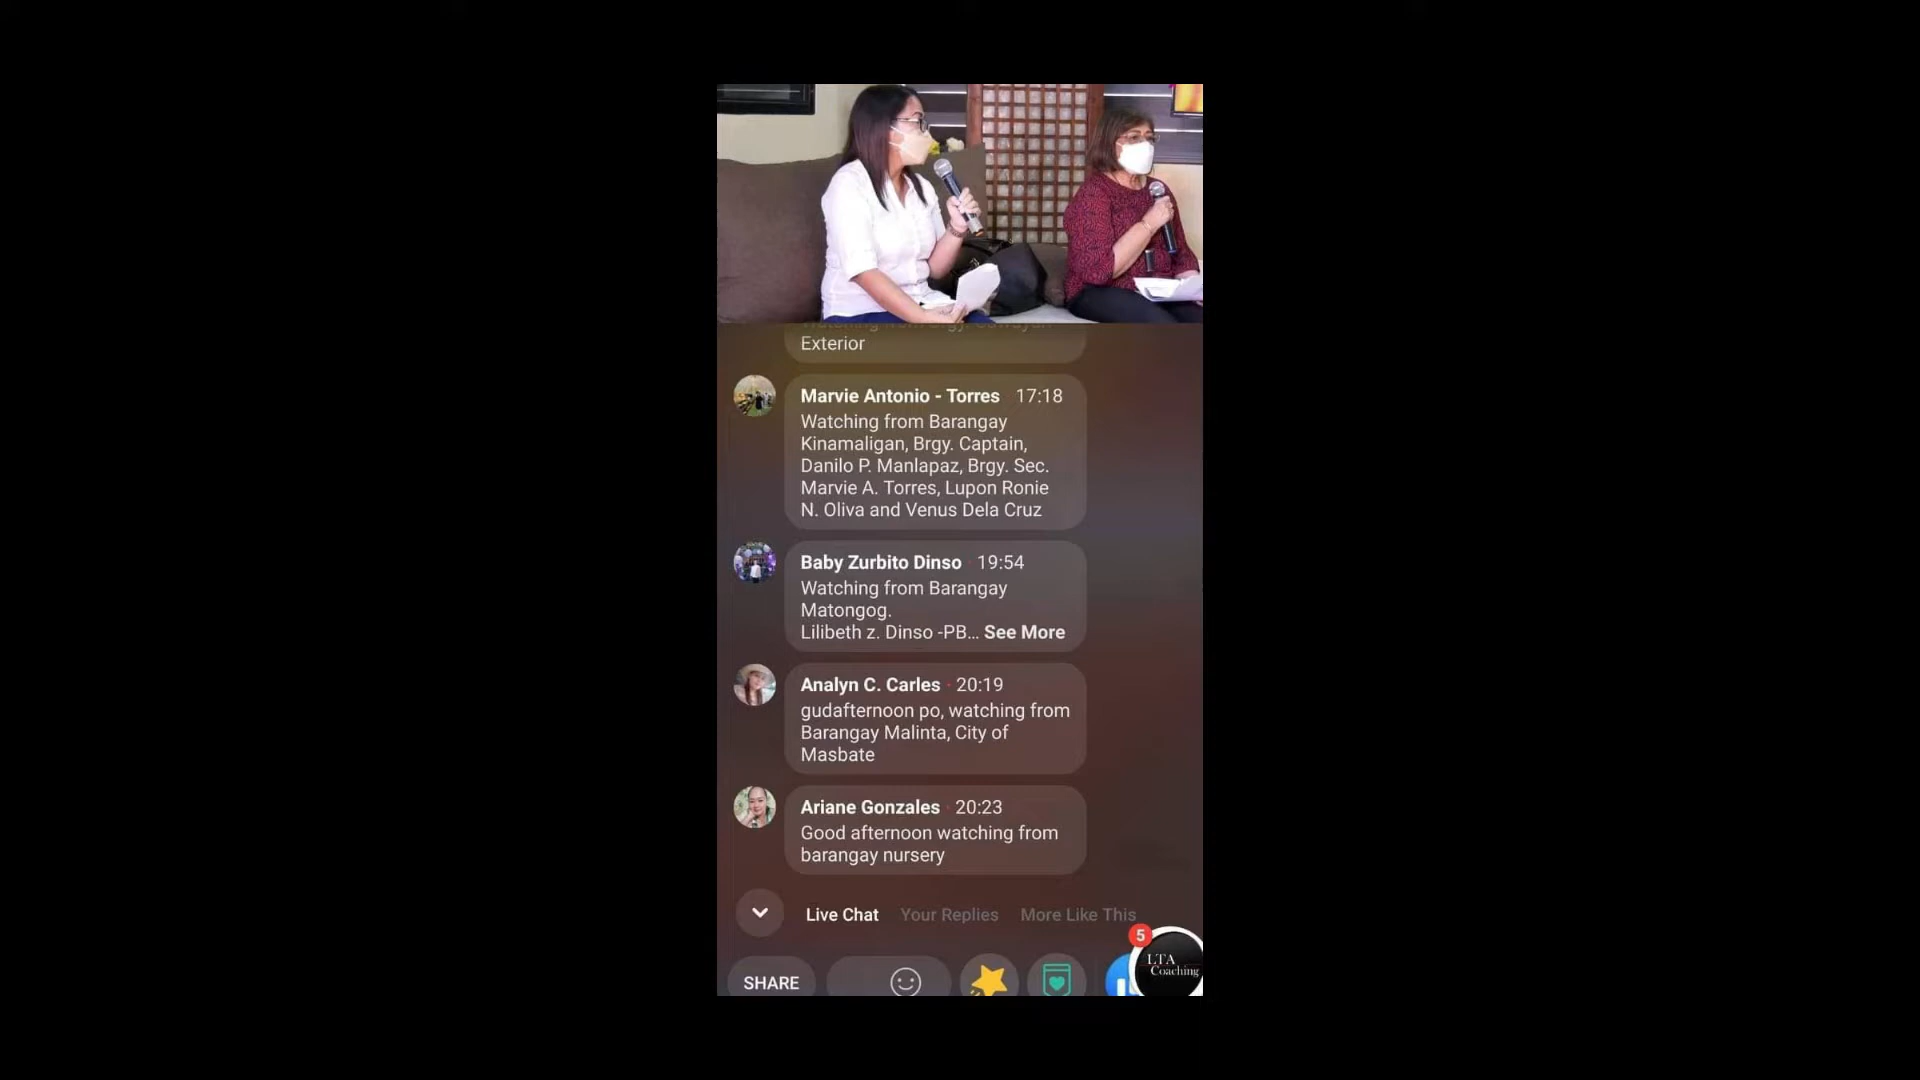 Exterior
Marvie Antonio - Torres 17:18
Watching from Barangay
Kinamaligan, Brgy. Captain,
Danilo P. Manlapaz, Brgy. Sec.
Marvie A. Torres, Lupon Ronie
N. Oliva and Venus Dela Cruz
Baby Zurbito Dinso · 19:54
Watching from Barangay
Matongog.
Lilibeth z. Dinso -PB... See More
Analyn C. Carles · 20:19
gudafternoon po, watching from
Barangay Malinta, City of
Masbate
Ariane Gonzales · 20:23
Good afternoon watching from
barangay nursery
Live Chat Your Replies More Like This
5
LTA
Coaching
SHARE